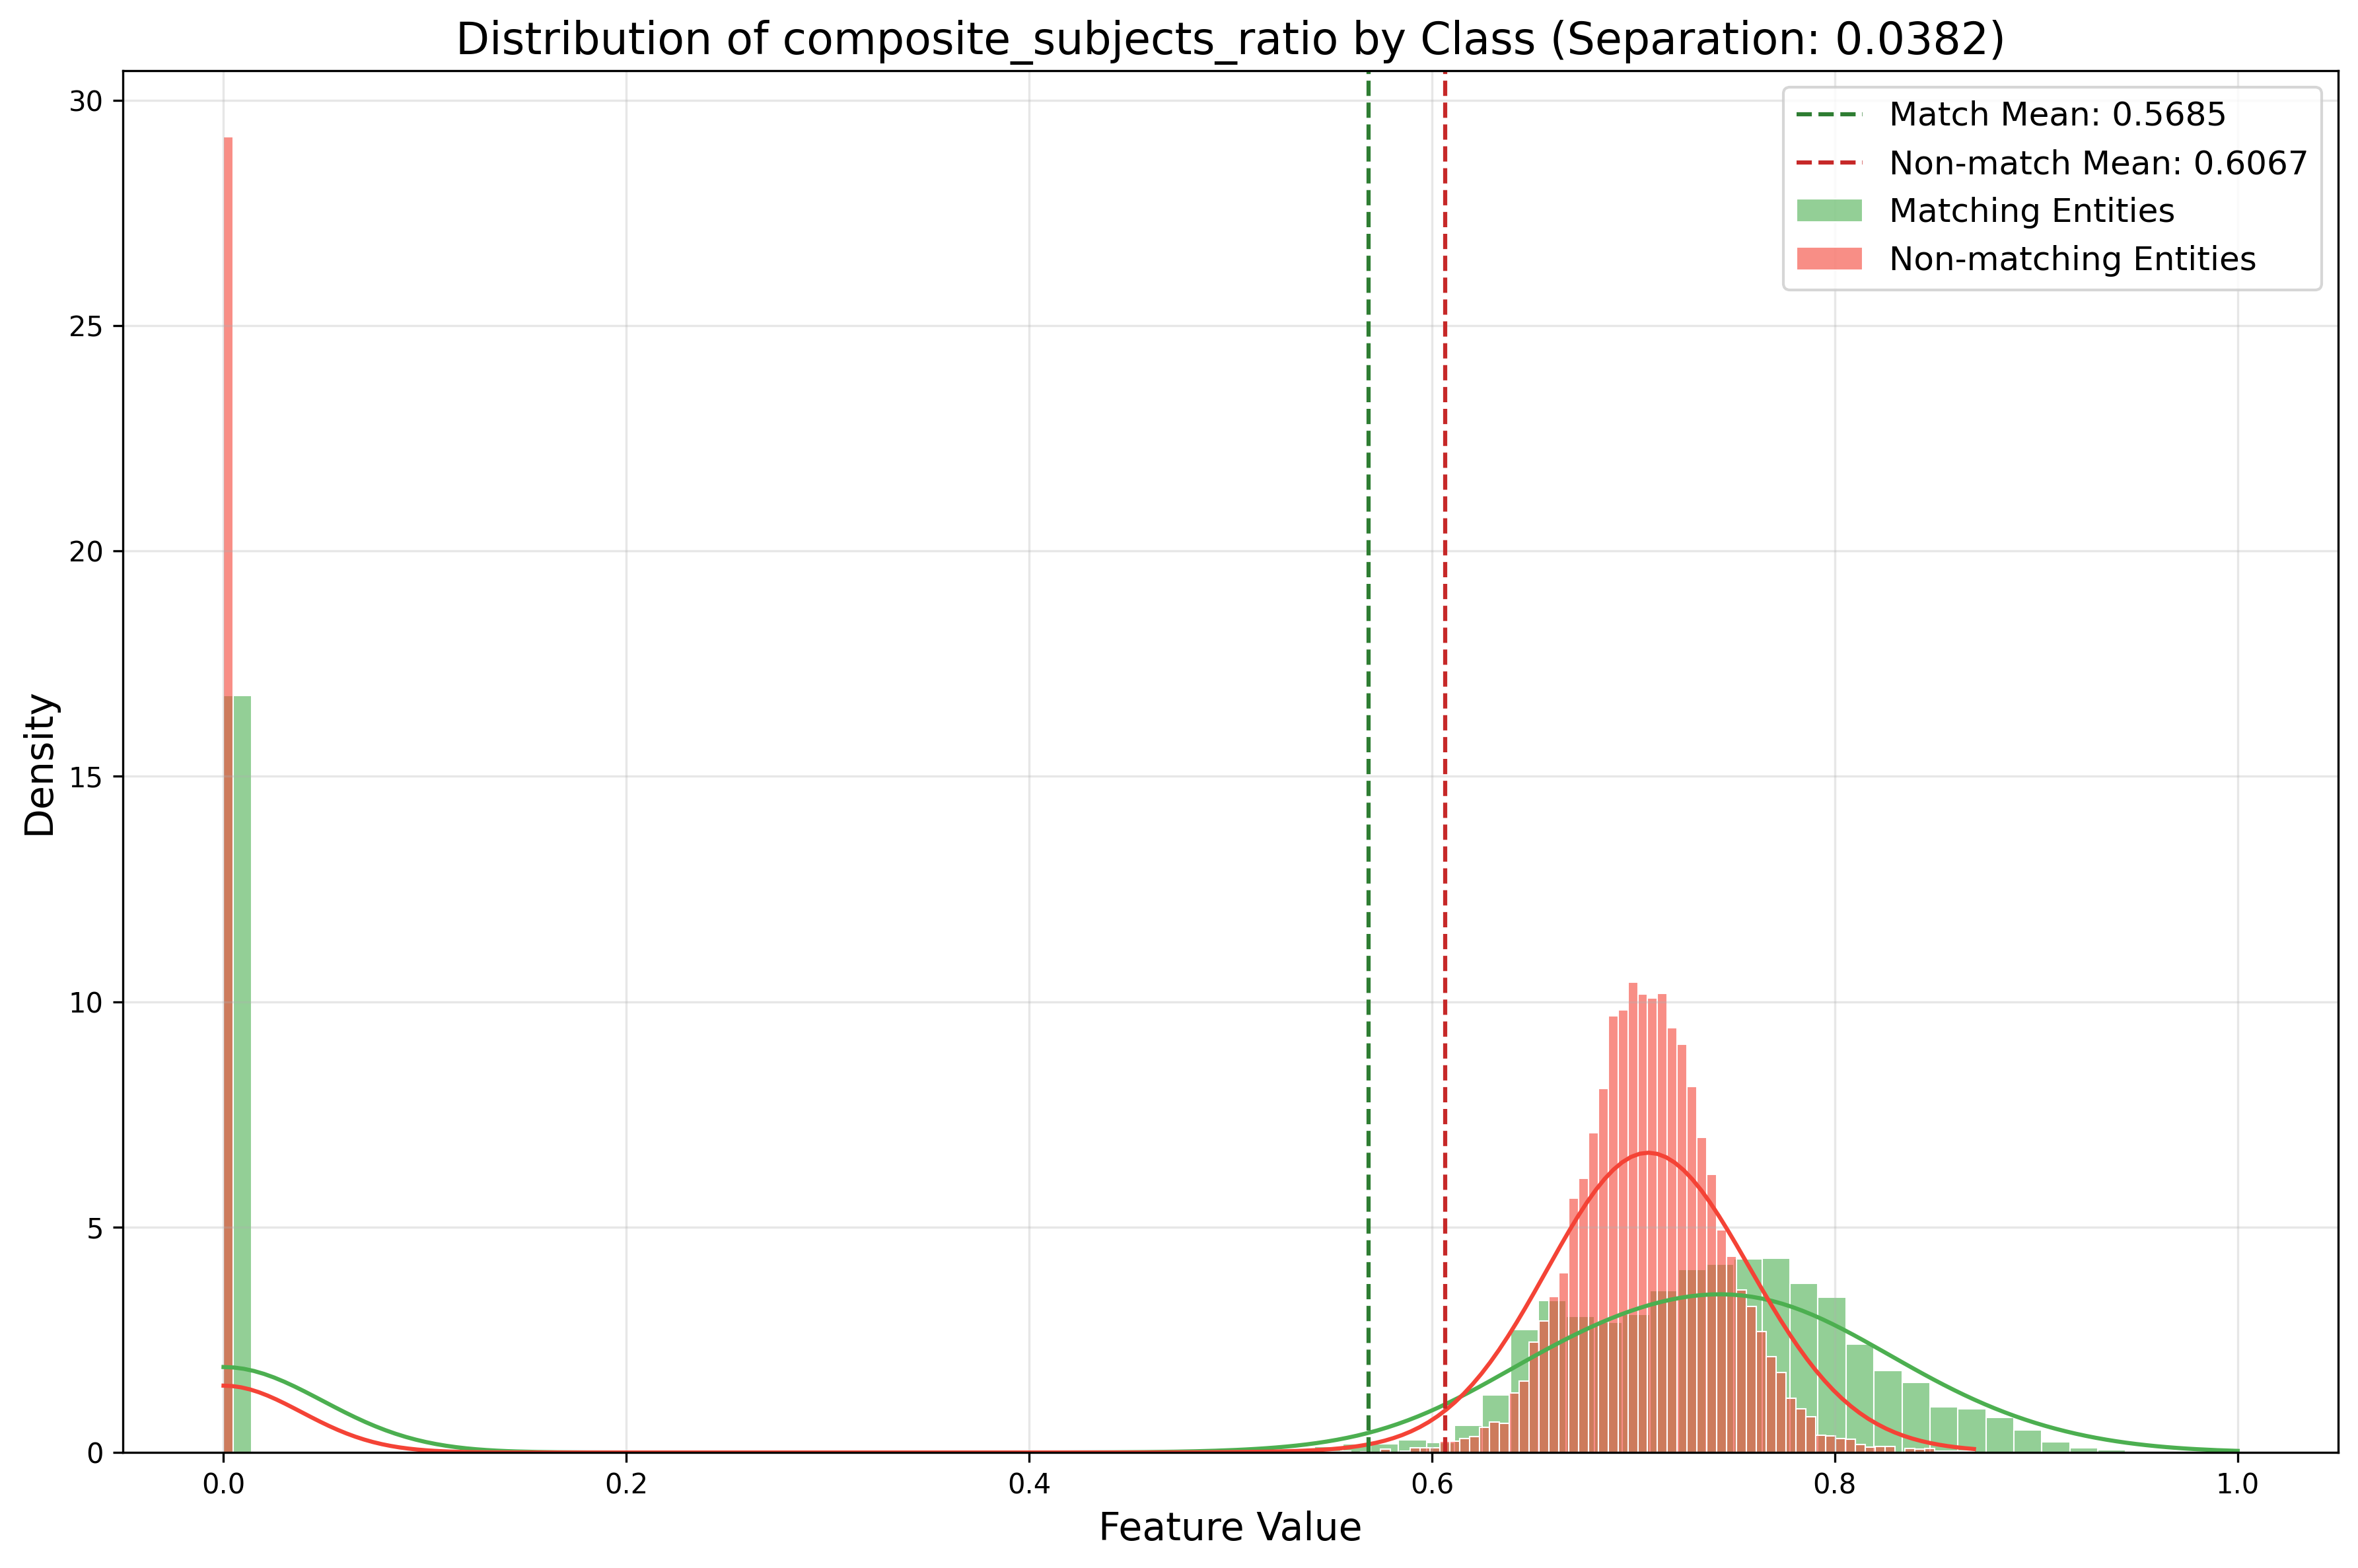 Distribution of composite_subjects_ratio by Class (Separation: 0.0382)
Match Mean: 0.5685
Non-match Mean: 0.6067
Matching Entities
Non-matching Entities
Density
30
25
20
15
10
5
0
0.0 0.2 0.4 0.6 0.8 1.0
Feature Value